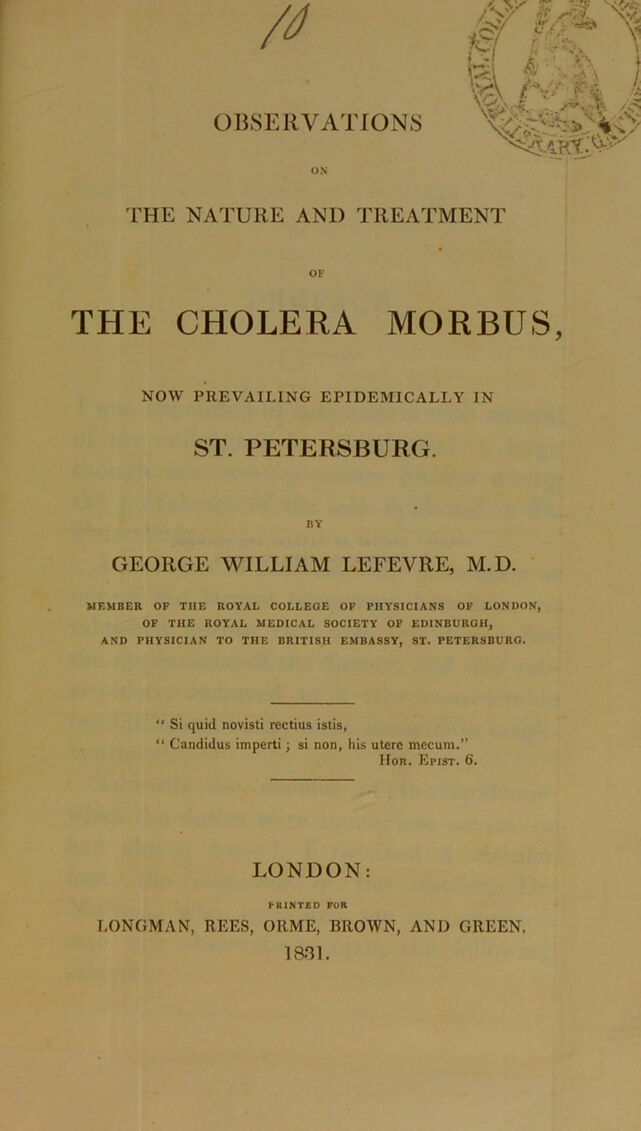 10
OBSERVATIONS
ON
THE NATURE AND TREATMENT
OF
THE CHOLERA MORBUS,
NOW PREVAILING EPIDEMICALLY IN
ST. PETERSBURG.
BY
GEORGE WILLIAM LEFEVRE, M.D.
MEMBER OF THE ROYAL COLLEGE OF PHYSICIANS OF LONDON,
OF THE ROYAL MEDICAL SOCIETY OF EDINBURGH,
AND PHYSICIAN TO THE BRITISH EMBASSY, ST. PETERSBURG.
“ Si quid novisti rectius istis,
“ Candidus imperti ; si non, his utere mecum.”
HOR. EPIST. 6.
LONDON:
PRINTED FOR
LONGMAN, REES, ORME, BROWN, AND GREEN.
1831.